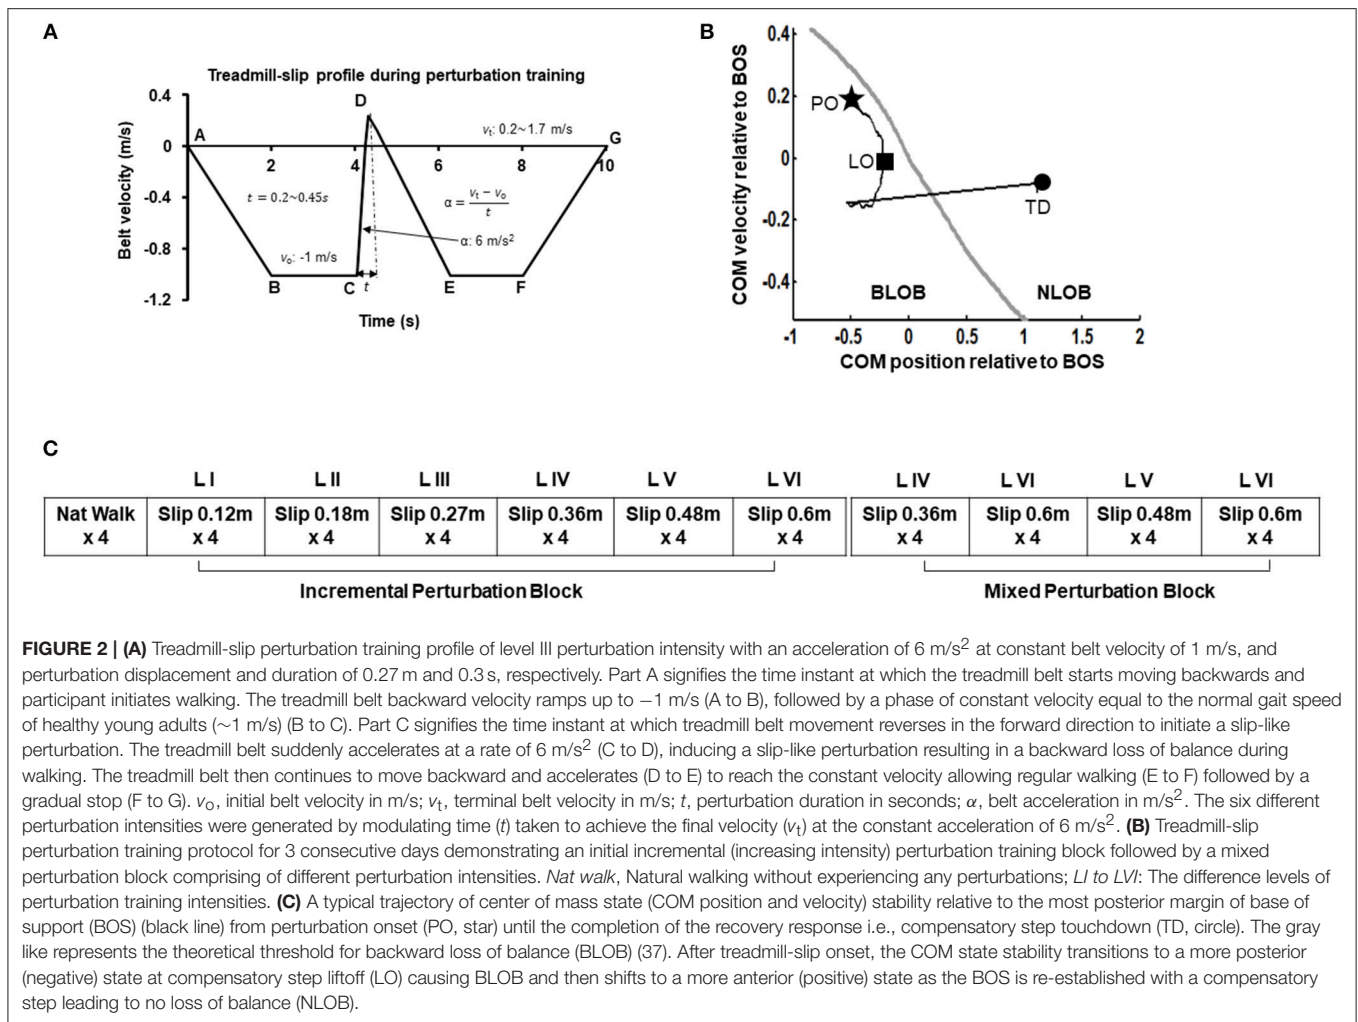 A
Treadmill-slip profile during perturbation training
Belt velocity (m/s)
0.4
0
-0.4
-0.8
-1.2
A
D
G
2
4
6
8
10
vt: 0.2~1.7 m/s
t = 0.2~0.45s
α = vt − vo / t
α: 6 m/s²
vo: -1 m/s
B
C
t
E
F
Time (s)
B
COM velocity relative to BOS
0.4
0.2
0
-0.2
-0.4
PO
LO
TD
BLOB
NLOB
-1
-0.5
0
0.5
1
1.5
2
COM position relative to BOS
C
L I
L II
L III
L IV
L V
L VI
L IV
L VI
L V
L VI
Nat Walk
x 4
Slip 0.12m
x 4
Slip 0.18m
x 4
Slip 0.27m
x 4
Slip 0.36m
x 4
Slip 0.48m
x 4
Slip 0.6m
x 4
Slip 0.36m
x 4
Slip 0.6m
x 4
Slip 0.48m
x 4
Slip 0.6m
x 4
Incremental Perturbation Block
Mixed Perturbation Block
FIGURE 2 | (A) Treadmill-slip perturbation training profile of level III perturbation intensity with an acceleration of 6 m/s² at constant belt velocity of 1 m/s, and
perturbation displacement and duration of 0.27 m and 0.3 s, respectively. Part A signifies the time instant at which the treadmill belt starts moving backwards and
participant initiates walking. The treadmill belt backward velocity ramps up to −1 m/s (A to B), followed by a phase of constant velocity equal to the normal gait speed
of healthy young adults (~1 m/s) (B to C). Part C signifies the time instant at which treadmill belt movement reverses in the forward direction to initiate a slip-like
perturbation. The treadmill belt suddenly accelerates at a rate of 6 m/s² (C to D), inducing a slip-like perturbation resulting in a backward loss of balance during
walking. The treadmill belt then continues to move backward and accelerates (D to E) to reach the constant velocity allowing regular walking (E to F) followed by a
gradual stop (F to G). vo, initial belt velocity in m/s; vt, terminal belt velocity in m/s; t, perturbation duration in seconds; α, belt acceleration in m/s². The six different
perturbation intensities were generated by modulating time (t) taken to achieve the final velocity (vt) at the constant acceleration of 6 m/s². (B) Treadmill-slip
perturbation training protocol for 3 consecutive days demonstrating an initial incremental (increasing intensity) perturbation training block followed by a mixed
perturbation block comprising of different perturbation intensities. Nat walk, Natural walking without experiencing any perturbations; LI to LVI: The difference levels of
perturbation training intensities. (C) A typical trajectory of center of mass state (COM position and velocity) stability relative to the most posterior margin of base of
support (BOS) (black line) from perturbation onset (PO, star) until the completion of the recovery response i.e., compensatory step touchdown (TD, circle). The gray
like represents the theoretical threshold for backward loss of balance (BLOB) (37). After treadmill-slip onset, the COM state stability transitions to a more posterior
(negative) state at compensatory step liftoff (LO) causing BLOB and then shifts to a more anterior (positive) state as the BOS is re-established with a compensatory
step leading to no loss of balance (NLOB).